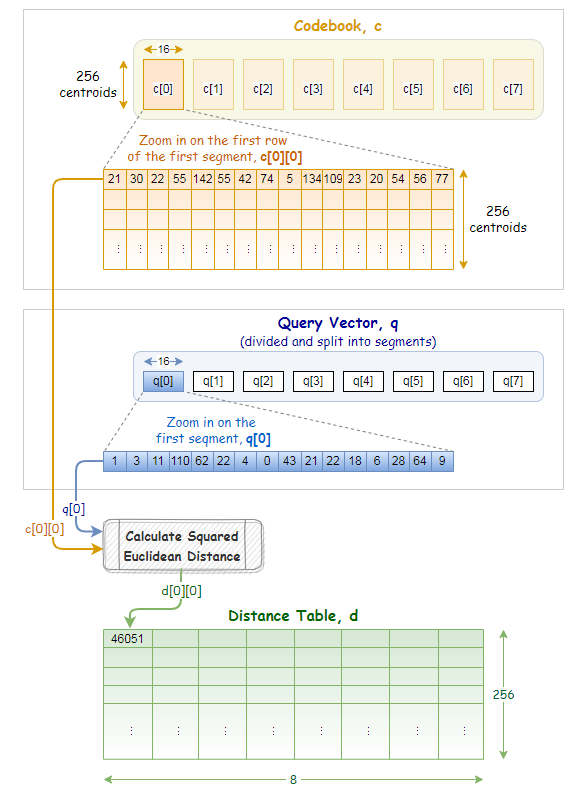 Codebook, c
16
256
centroids
c[0] c[1] c[2] c[3] c[4] c[5] c[6] c[7]
Zoom in on the first row
of the first segment, c[0][0]
21 30 22 55 142 55 42 74 5 134 109 23 20 54 56 77
256
centroids
⋮ ⋮ ⋮ ⋮ ⋮ ⋮ ⋮ ⋮ ⋮ ⋮ ⋮ ⋮ ⋮ ⋮ ⋮ ⋮
Query Vector, q
(divided and split into segments)
16
q[0] q[1] q[2] q[3] q[4] q[5] q[6] q[7]
Zoom in on the
first segment, q[0]
1 3 11 110 62 22 4 0 43 21 22 18 6 28 64 9
q[0]
c[0][0]
Calculate Squared
Euclidean Distance
d[0][0]
Distance Table, d
46051
256
⋮ ⋮ ⋮ ⋮ ⋮ ⋮ ⋮ ⋮
8